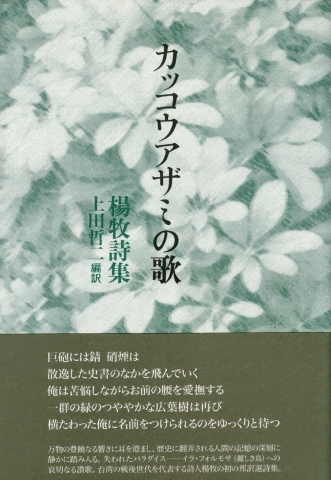 カッコウアザミの歌
楊牧詩集
上田哲二 編訳
巨砲には錆 硝煙は
散逸した史書のなかを飛んでいく
俺は苦悩しながらお前の腰を愛撫する
一群の緑のつややかな広葉樹は再び
横たわった俺に名前をつけられるのをゆっくりと待つ
万物の豊饒なる響きに耳を澄まし、歴史に翻弄される人間の記憶の深層に
静かに踏み入る。失われたパラダイス──イラ・フォルモサ（麗しき島）への
哀切なる讃歌。台湾の戦後世代を代表する詩人楊牧の初の邦訳選詩集。